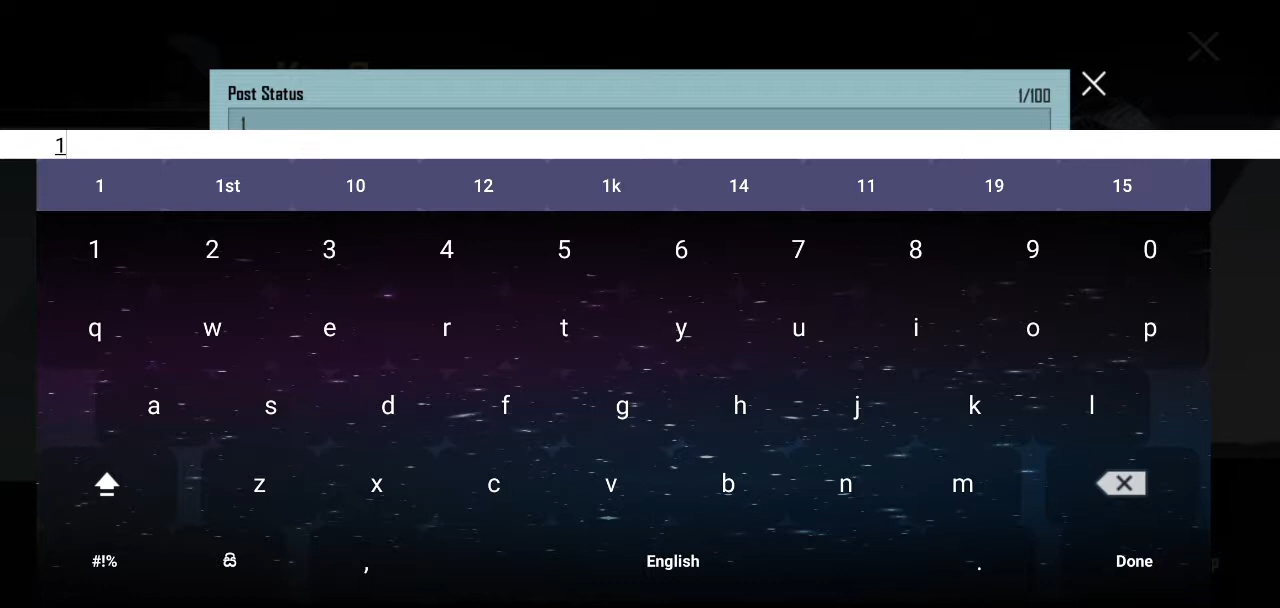 Post Status 1/100
1
1
1 1st 10 12 1k 14 11 19 15
1 2 3 4 5 6 7 8 9 0
q w e r t y u i o p
a s d f g h j k l
z x c v b n m
#!% සි , English . Done